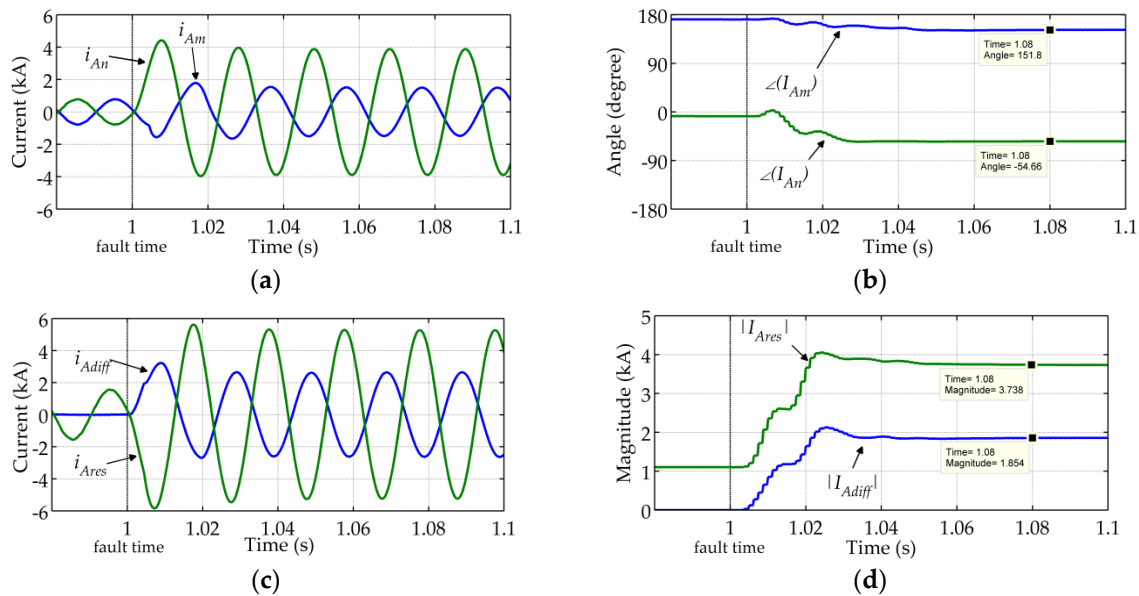 6
4
2
0
-2
4
6
Current (kA)
i_An
i_Am
1
1.02
1.04
1.06
1.08
1.1
fault time
Time (s)
(a)
180
90
0
-90
-180
Angle (degree)
∠(I_Am)
∠(I_An)
Time= 1.08
Angle= 151.8
Time= 1.08
Angle= -54.66
1
1.02
1.04
1.06
1.08
1.1
fault time
Time (s)
(b)
6
4
2
0
-2
-4
-6
Current (kA)
i_Adiff
i_Ares
1
1.02
1.04
1.06
1.08
1.1
fault time
Time (s)
(c)
5
4
3
2
1
0
Magnitude (kA)
|I_Ares|
|I_Adiff|
Time= 1.08
Magnitude= 3.738
Time= 1.08
Magnitude= 1.854
1
1.02
1.04
1.06
1.08
1.1
fault time
Time (s)
(d)